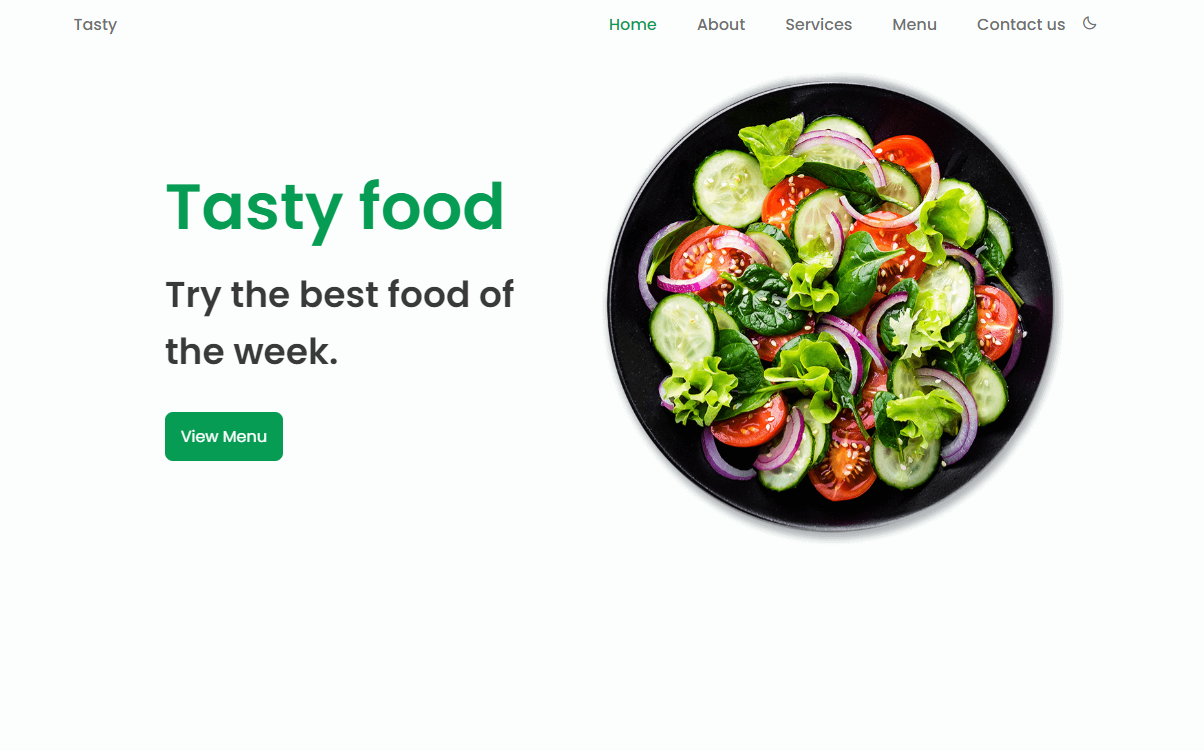 Tasty
Home About Services Menu Contact us
Tasty food
Try the best food of
the week.
View Menu